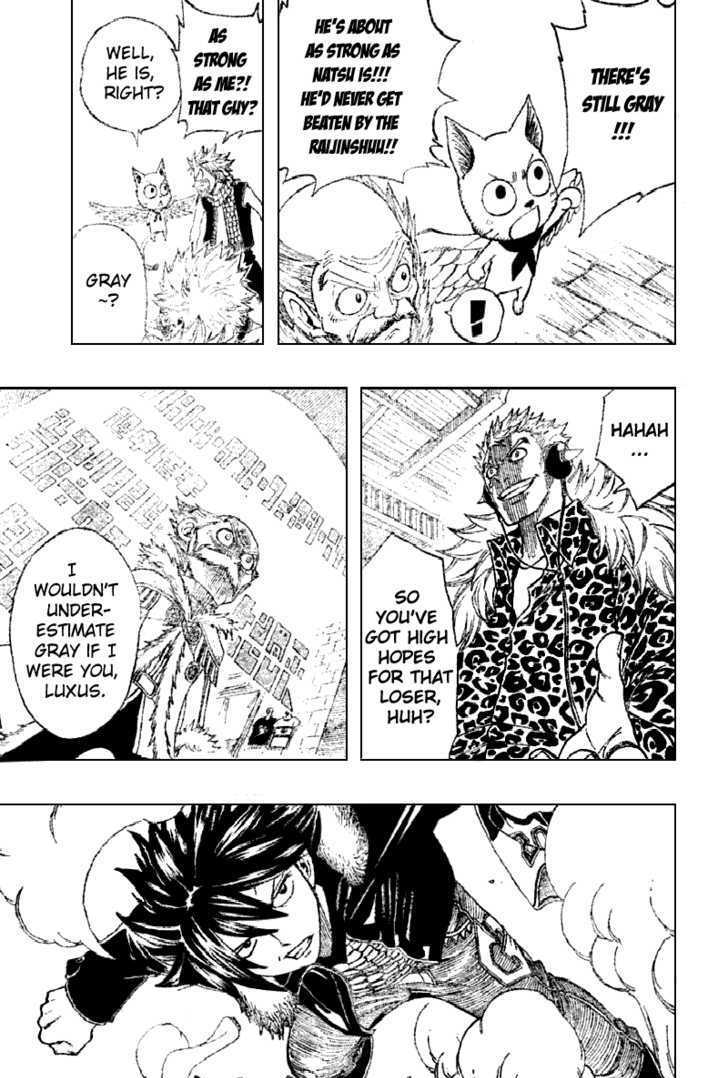 THERE'S
STILL GRAY
!!!
HE'S ABOUT
AS STRONG AS
NATSU IS!!!
HE'D NEVER GET
BEATEN BY THE
RAIJINSHUU!!
!
AS
STRONG
AS ME?!
THAT GUY?
WELL,
HE IS,
RIGHT?
GRAY
~?
HAHAH
...
SO
YOU'VE
GOT HIGH
HOPES
FOR THAT
LOSER,
HUH?
I
WOULDN'T
UNDER-
ESTIMATE
GRAY IF I
WERE YOU,
LUXUS.